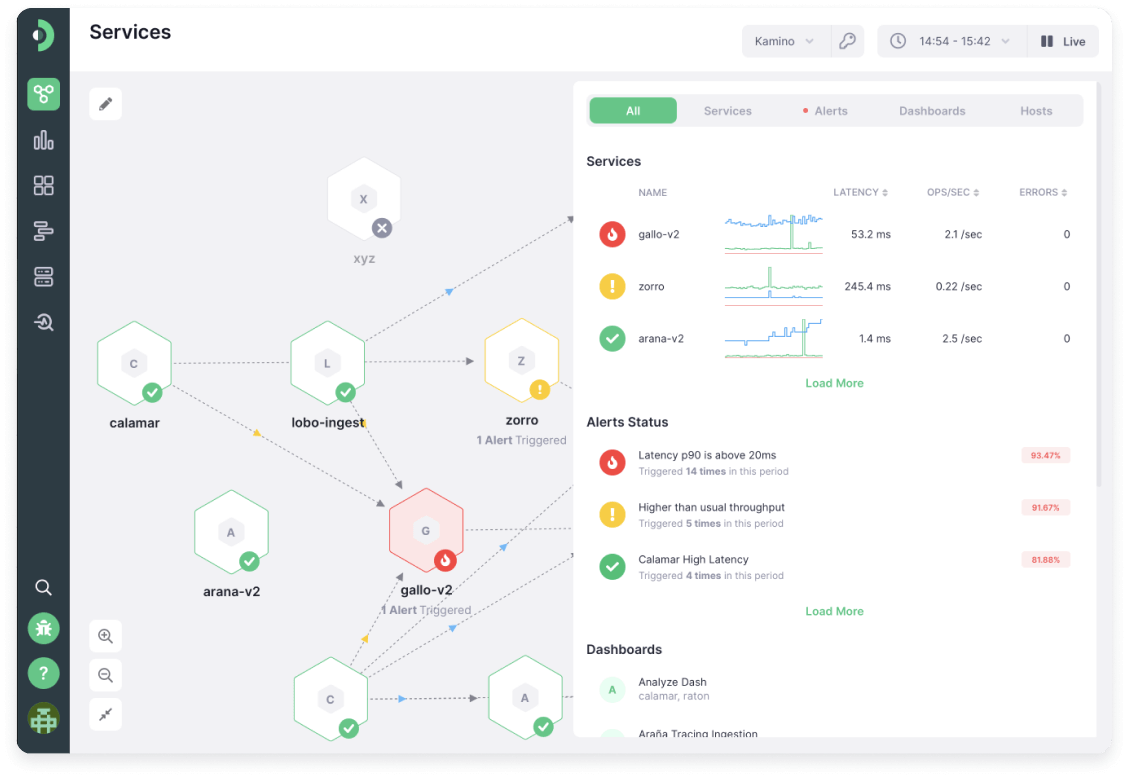 Services
Kamino
14:54 - 15:42
Live
X
xyz
C
calamar
L
lobo-ingest
Z
zorro
1 Alert Triggered
A
arana-v2
G
gallo-v2
1 Alert Triggered
C
A
?
All
Services
Alerts
Dashboards
Hosts
Services
NAME
LATENCY
OPS/SEC
ERRORS
gallo-v2
53.2 ms
2.1 /sec
0
zorro
245.4 ms
0.22 /sec
0
arana-v2
1.4 ms
2.5 /sec
0
Load More
Alerts Status
Latency p90 is above 20ms
93.47%
Triggered 14 times in this period
Higher than usual throughput
91.67%
Triggered 5 times in this period
Calamar High Latency
81.88%
Triggered 4 times in this period
Load More
Dashboards
A
Analyze Dash
calamar, raton
Araña Tracing Ingestion